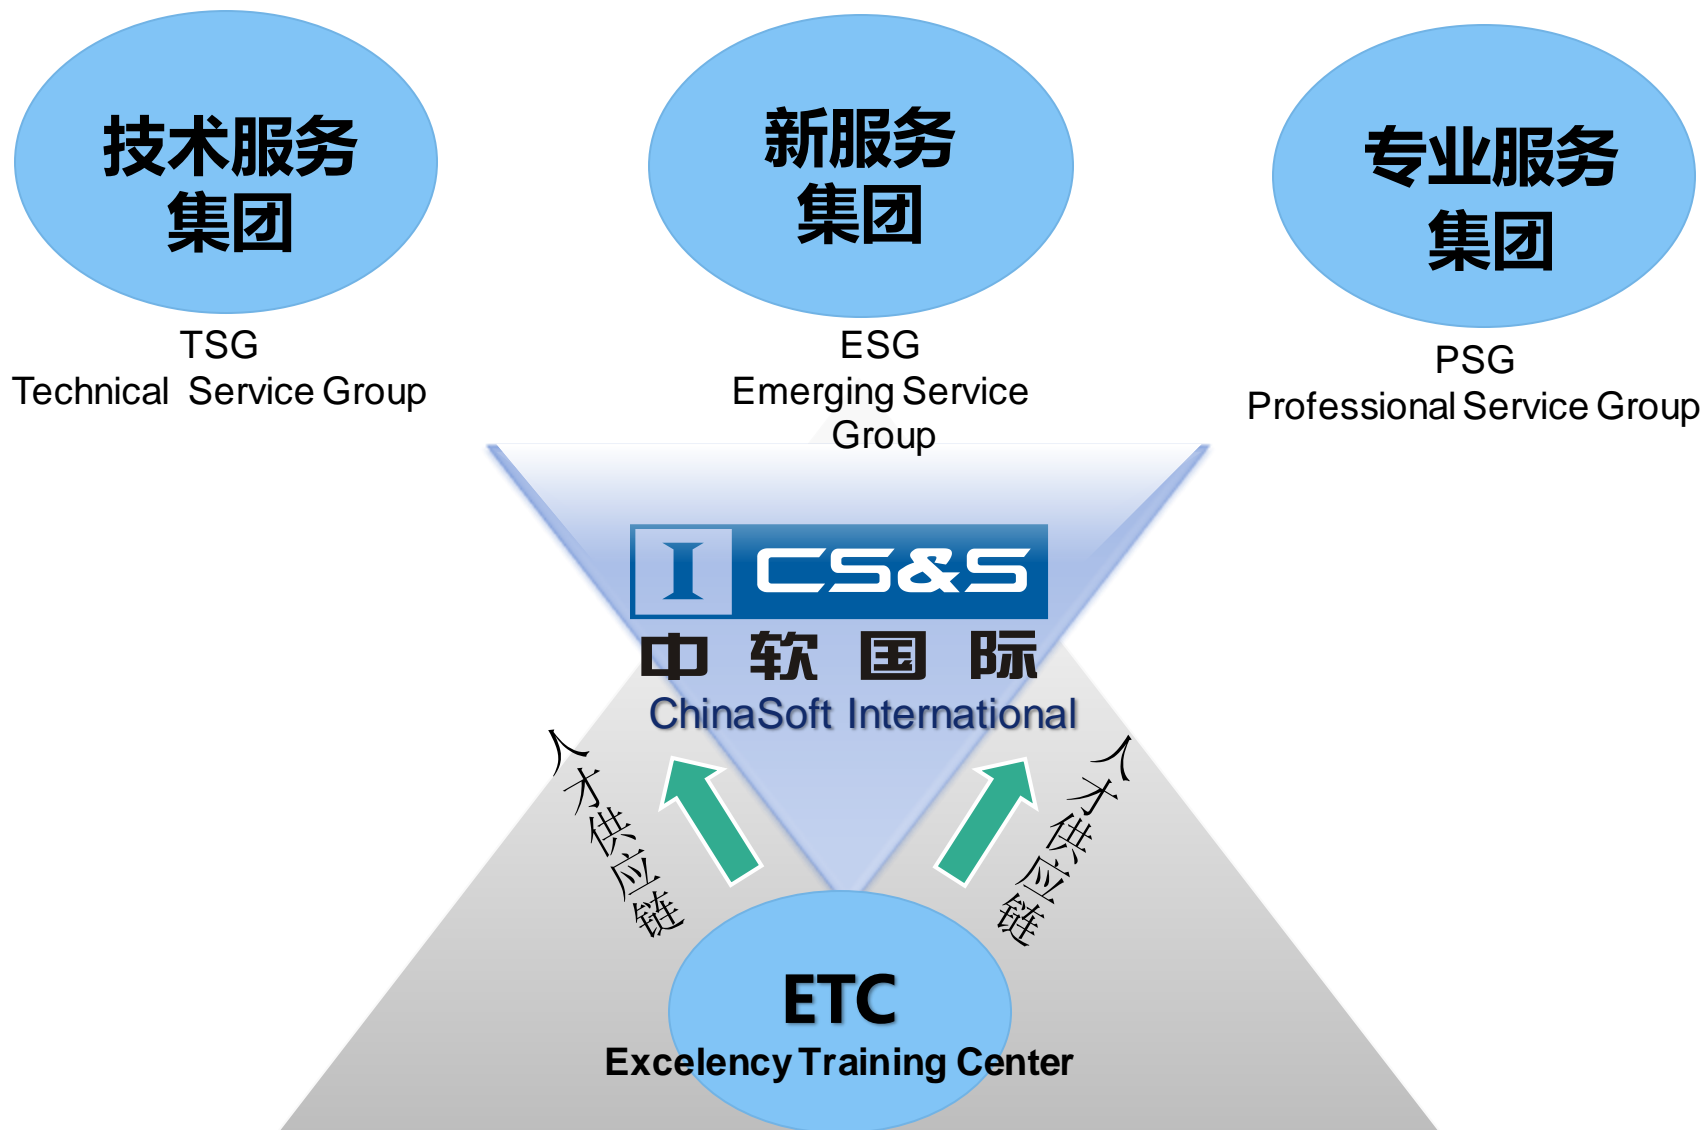 技术服务
集团
TSG
Technical Service Group
新服务
集团
ESG
Emerging Service
Group
专业服务
集团
PSG
Professional Service Group
I CS&S
中软国际
ChinaSoft International
人才供应链
人才供应链
ETC
Excelency Training Center